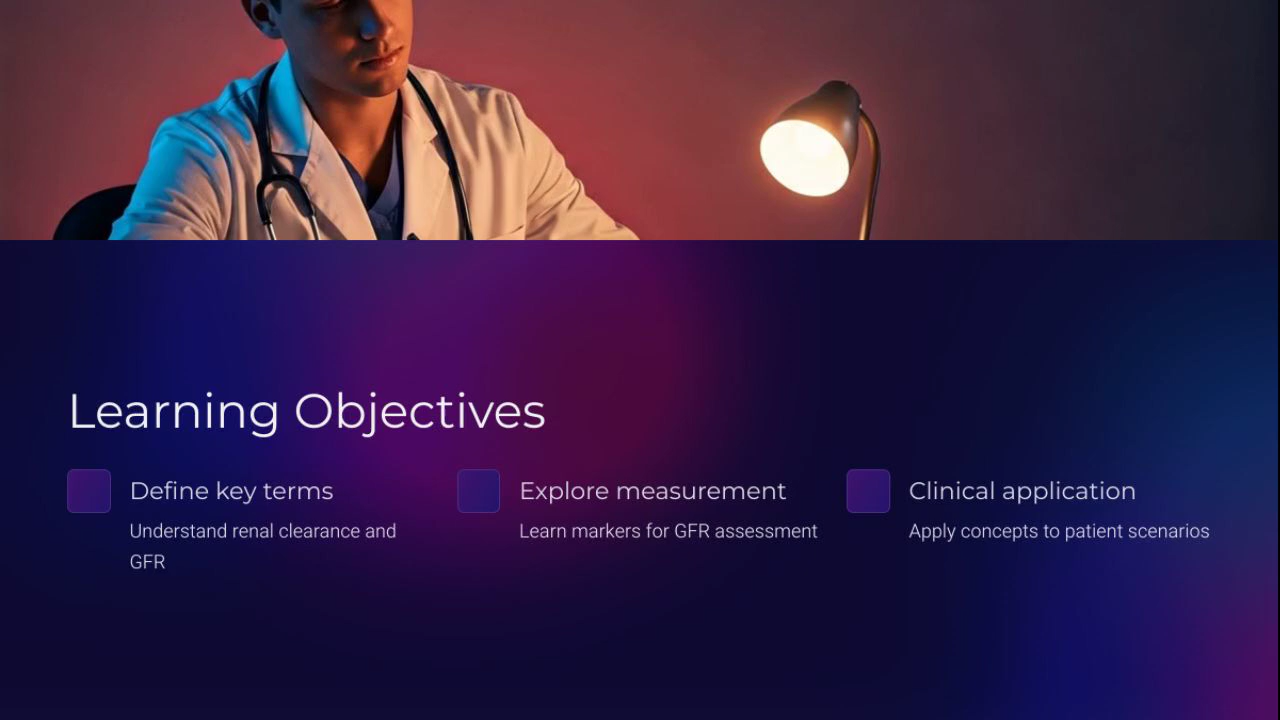 Learning Objectives
Define key terms
Understand renal clearance and
GFR
Explore measurement
Learn markers for GFR assessment
Clinical application
Apply concepts to patient scenarios